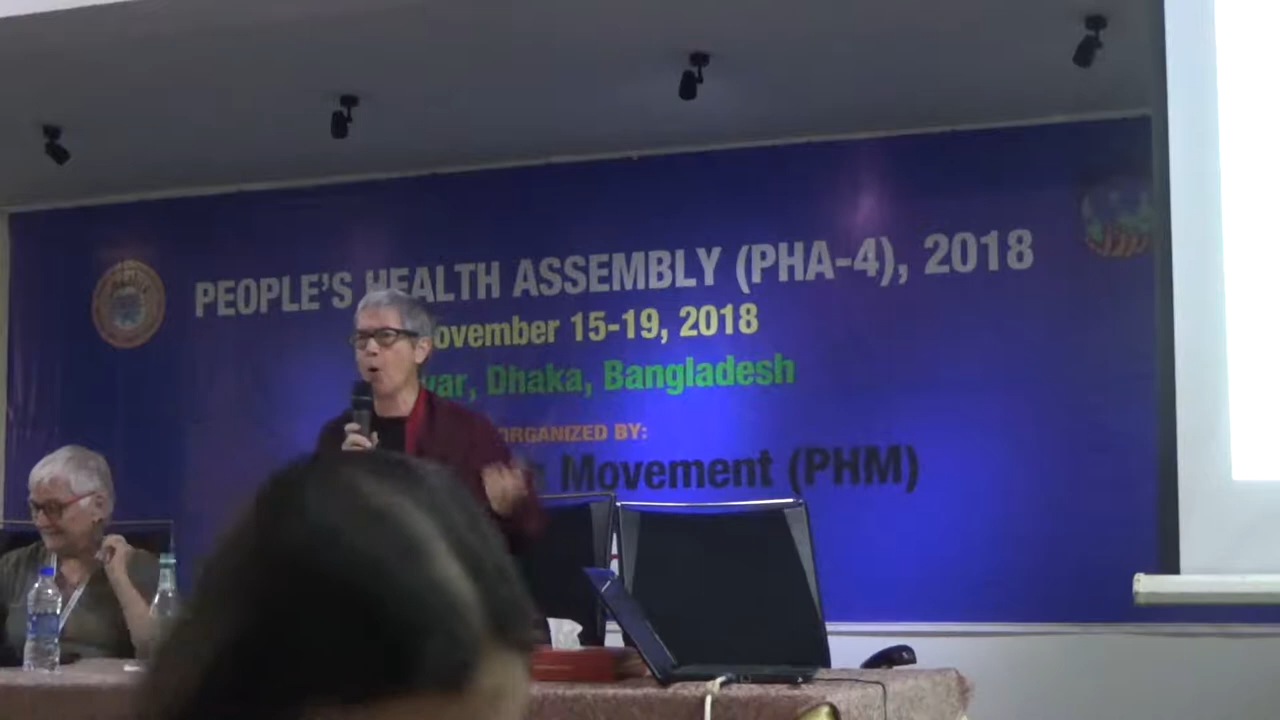 PEOPLE'S HEALTH ASSEMBLY (PHA-4), 2018
ovember 15-19, 2018
var, Dhaka, Bangladesh
ORGANIZED BY:
Movement (PHM)